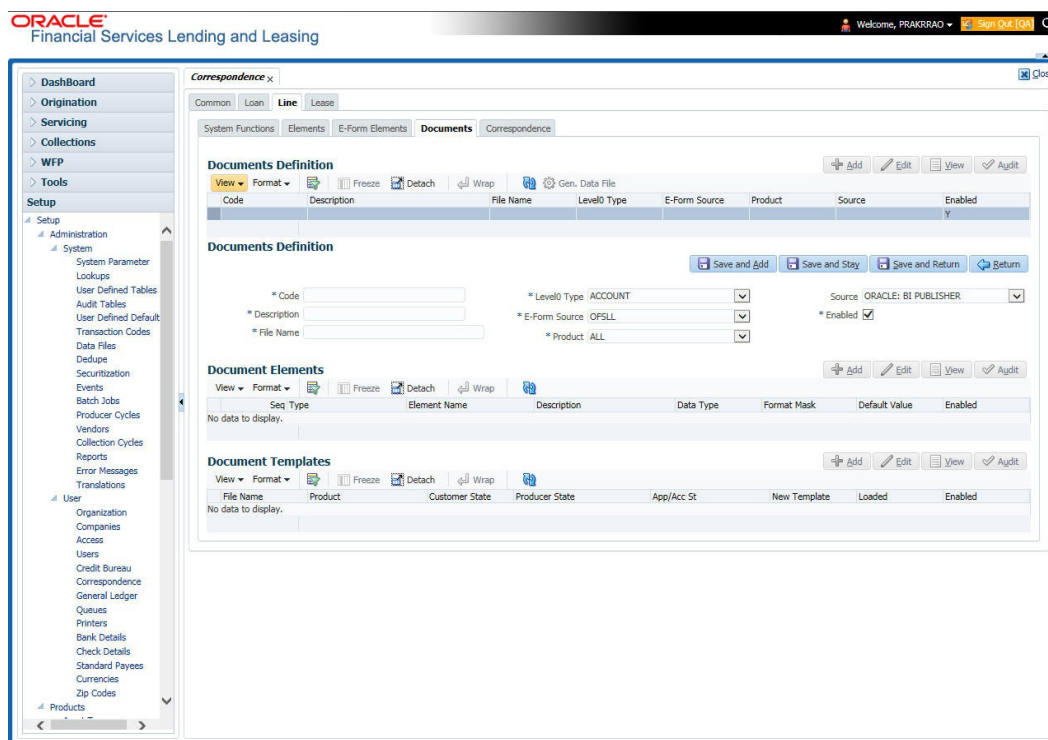 ORACLE
Financial Services Lending and Leasing
Welcome, PRAKRRAO
Sign Out [QA]
DashBoard
Origination
Servicing
Collections
WFP
Tools
Setup
Setup
Administration
System
System Parameter
Lookups
User Defined Tables
Audit Tables
User Defined Default
Transaction Codes
Data Files
Dedupe
Securitization
Events
Batch Jobs
Producer Cycles
Vendors
Collection Cycles
Reports
Error Messages
Translations
User
Organization
Companies
Access
Users
Credit Bureau
Correspondence
General Ledger
Queues
Printers
Bank Details
Check Details
Standard Payees
Currencies
Zip Codes
Products
Correspondence x
Clos
Common Loan Line Lease
System Functions Elements E-Form Elements Documents Correspondence
Documents Definition
Add Edit View Audit
View Format Freeze Detach Wrap Gen. Data File
Code Description File Name Level0 Type E-Form Source Product Source Enabled
Y
Documents Definition
Save and Add Save and Stay Save and Return Return
* Code
* Description
* File Name
* Level0 Type ACCOUNT
* E-Form Source OFSLL
* Product ALL
Source ORACLE: BI PUBLISHER
* Enabled
Document Elements
Add Edit View Audit
View Format Freeze Detach Wrap
Seq Type Element Name Description Data Type Format Mask Default Value Enabled
No data to display.
Document Templates
Add Edit View Audit
View Format Freeze Detach Wrap
File Name Product Customer State Producer State App/Acc St New Template Loaded Enabled
No data to display.